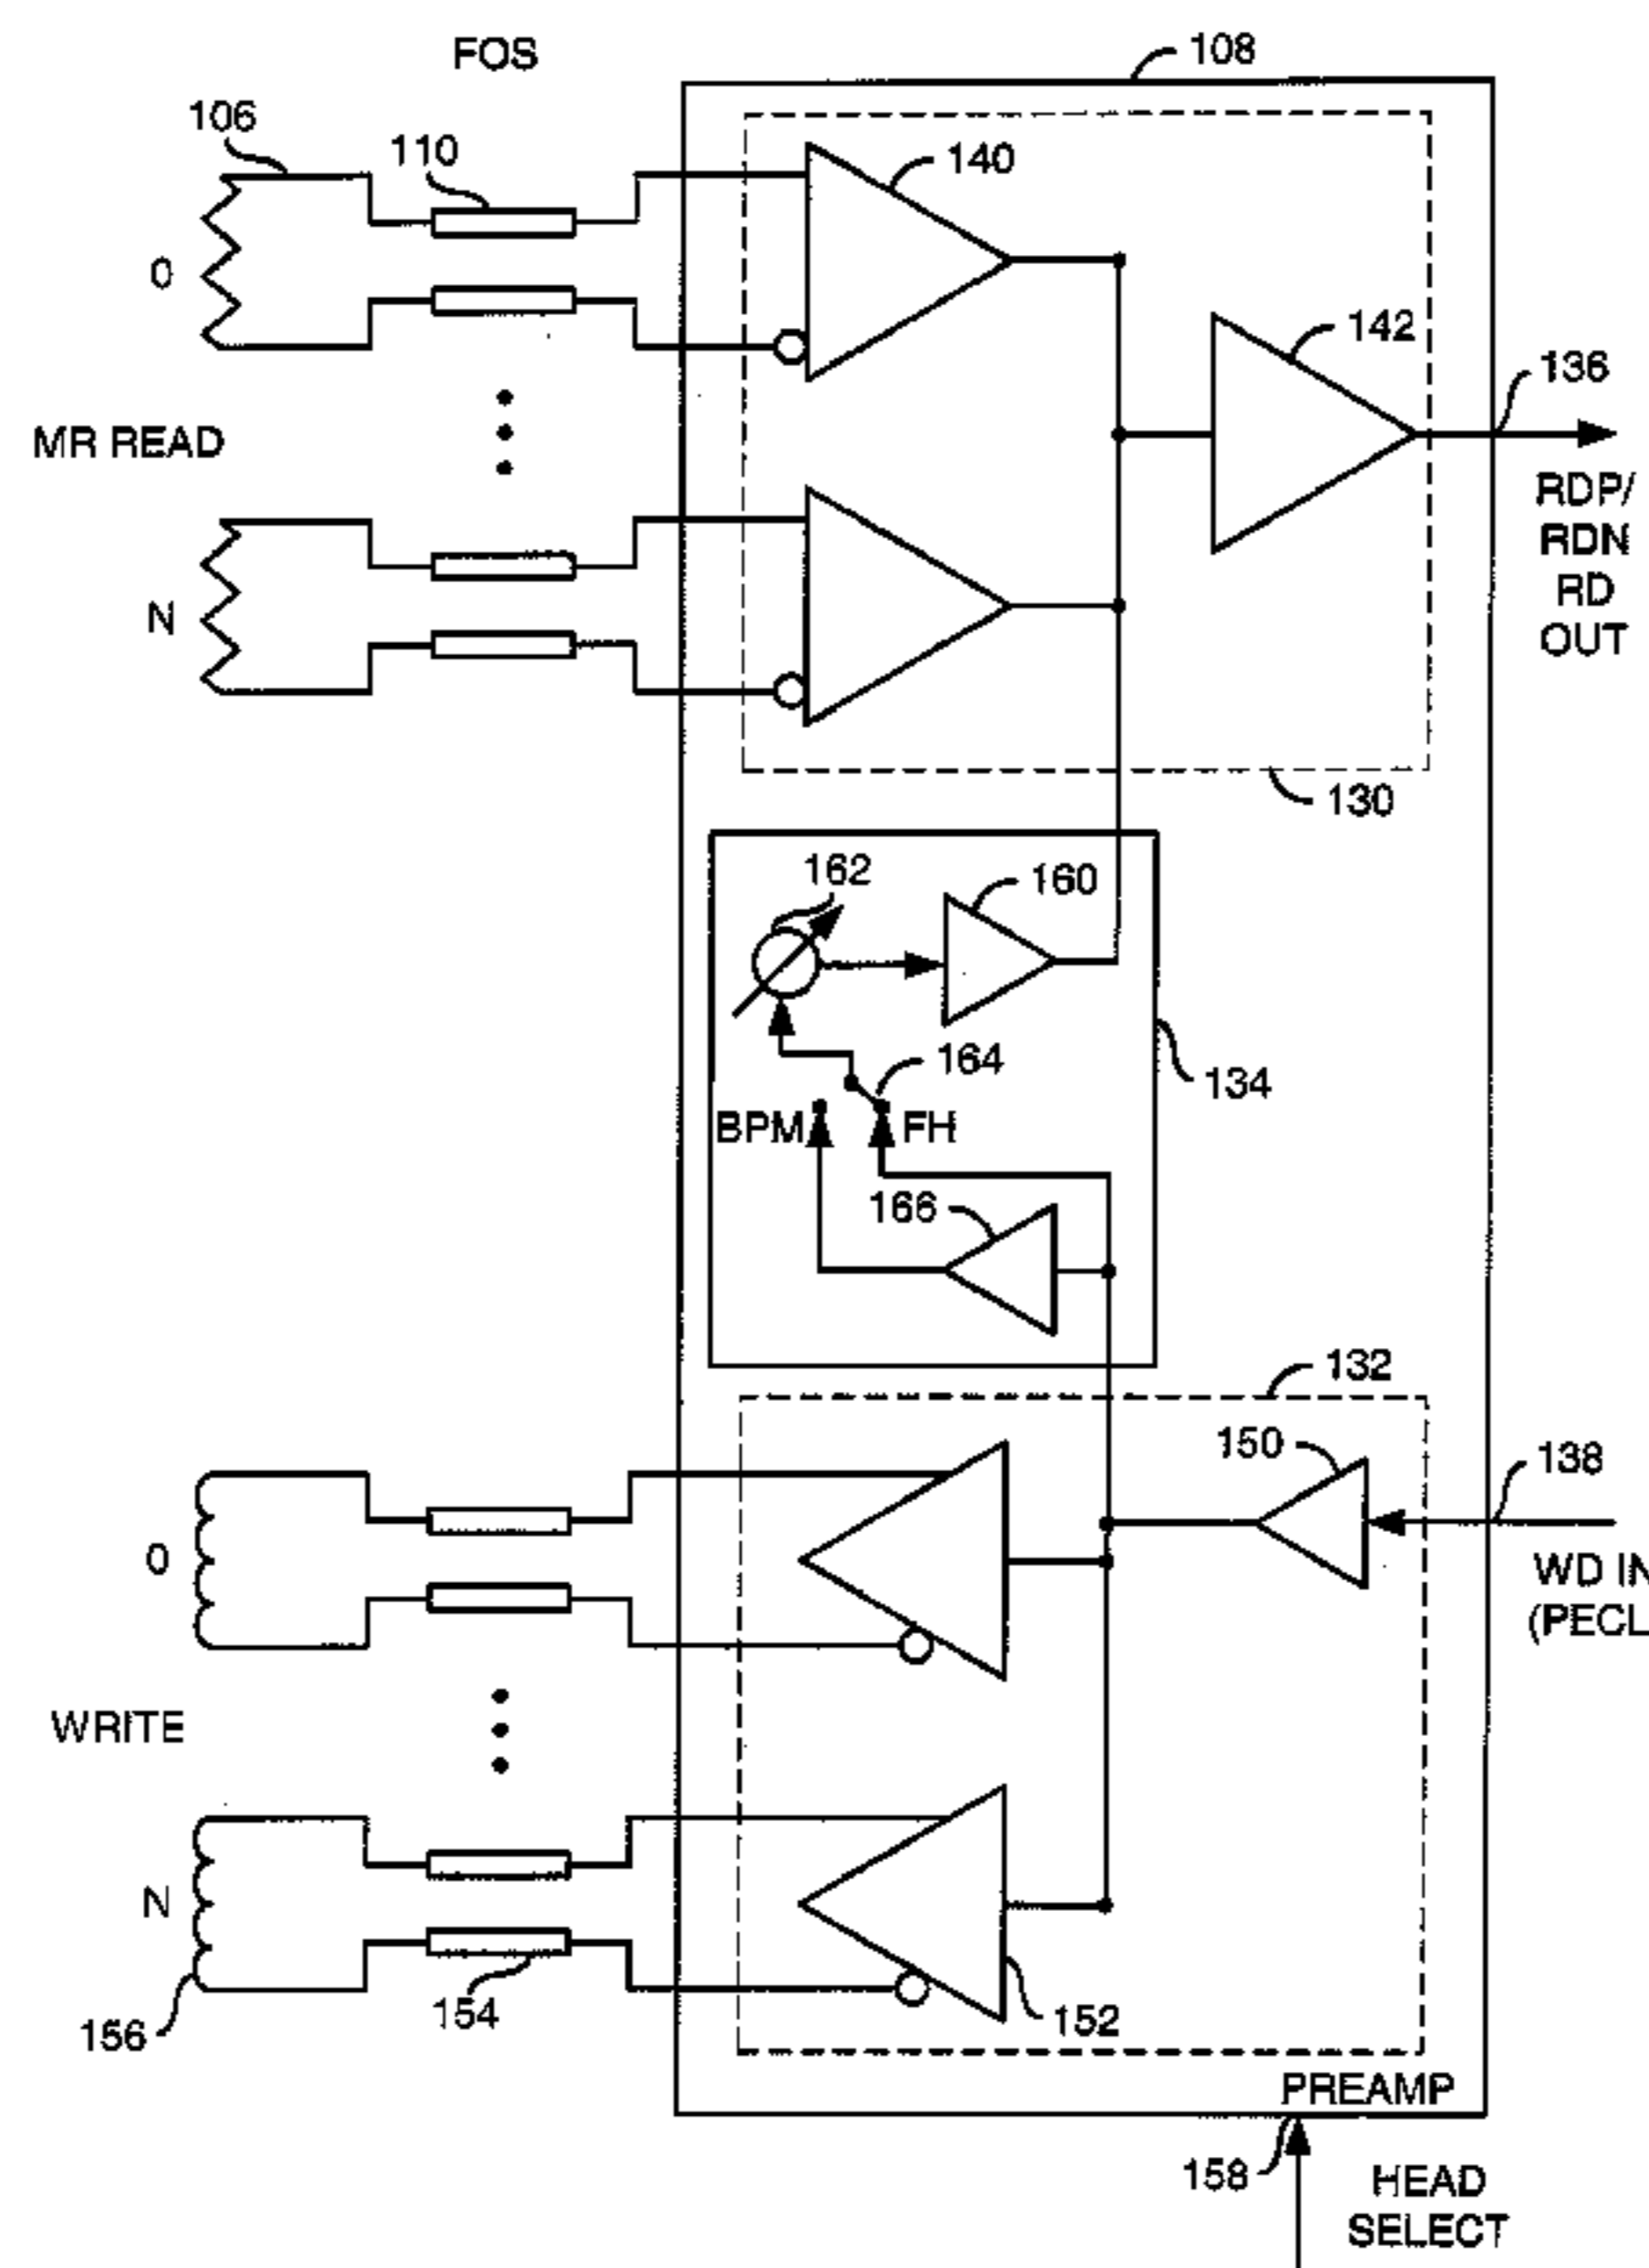 FOS
108
106
110
140
0
142
136
MR READ
RDP/
RDN
RD
OUT
N
130
162
160
164
134
BPM
FH
166
132
150
138
0
WD IN
(PECL
WRITE
N
154
152
156
PREAMP
158
HEAD
SELECT